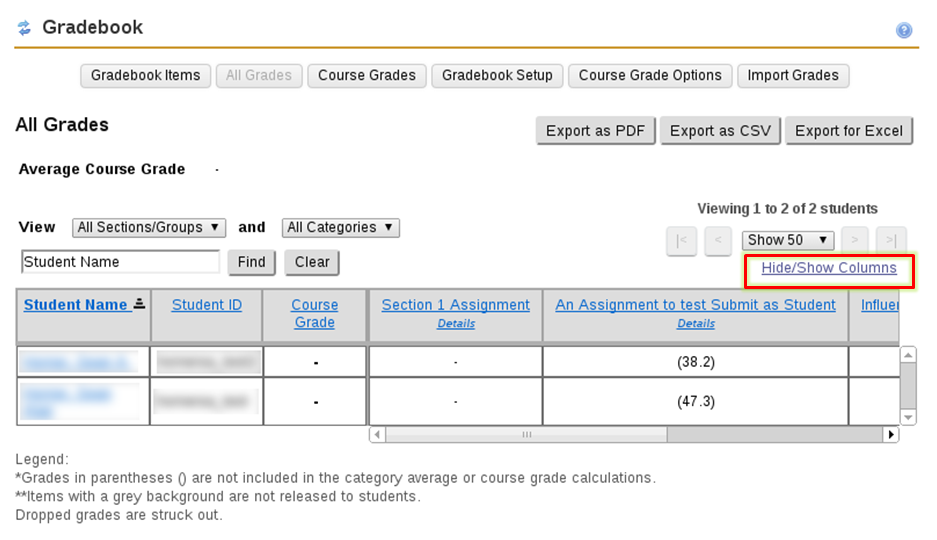 Gradebook
Gradebook Items All Grades Course Grades Gradebook Setup Course Grade Options Import Grades
All Grades
Export as PDF Export as CSV Export for Excel
Average Course Grade -
Viewing 1 to 2 of 2 students
View All Sections/Groups and All Categories
|< < Show 50 > >|
Student Name Find Clear
Hide/Show Columns
Student Name Student ID Course Grade Section 1 Assignment An Assignment to test Submit as Student Influen
Details Details
- - (38.2)
- - (47.3)
Legend:
*Grades in parentheses () are not included in the category average or course grade calculations.
**Items with a grey background are not released to students.
Dropped grades are struck out.